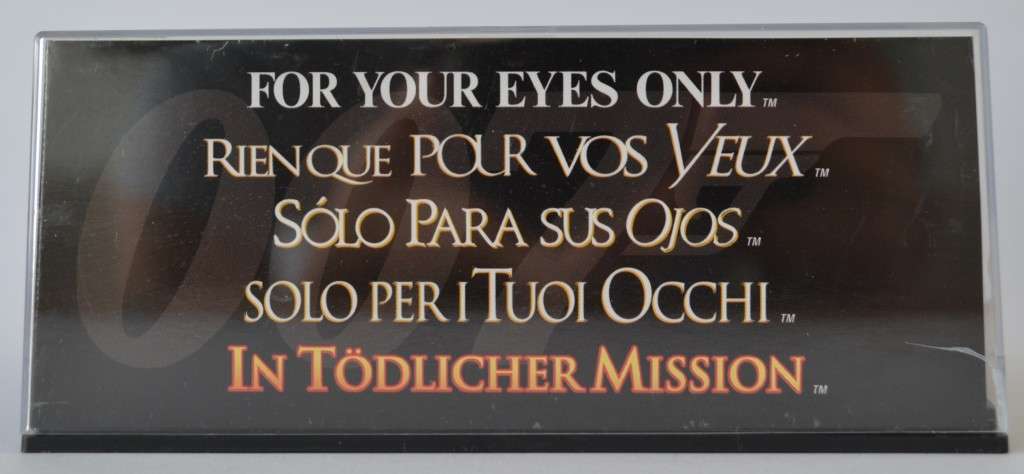 007
FOR YOUR EYES ONLY™
RIEN QUE POUR VOS YEUX™
SÓLO PARA SUS OJOS™
SOLO PER I TUOI OCCHI™
IN TÖDLICHER MISSION™